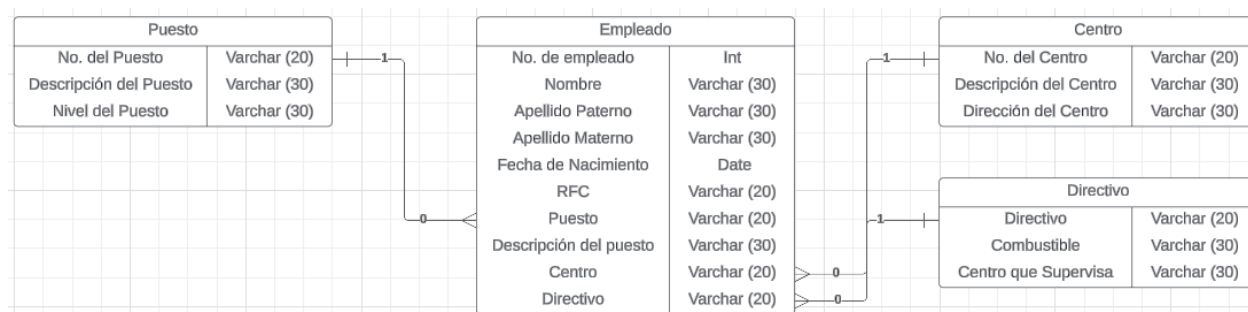 Puesto
No. del Puesto Varchar (20)
Descripción del Puesto Varchar (30)
Nivel del Puesto Varchar (30)
1
0
Empleado
No. de empleado Int
Nombre Varchar (30)
Apellido Paterno Varchar (30)
Apellido Materno Varchar (30)
Fecha de Nacimiento Date
RFC Varchar (20)
Puesto Varchar (20)
Descripción del puesto Varchar (30)
Centro Varchar (20)
Directivo Varchar (20)
1
1
0
0
Centro
No. del Centro Varchar (20)
Descripción del Centro Varchar (30)
Dirección del Centro Varchar (30)
Directivo
Directivo Varchar (20)
Combustible Varchar (30)
Centro que Supervisa Varchar (30)